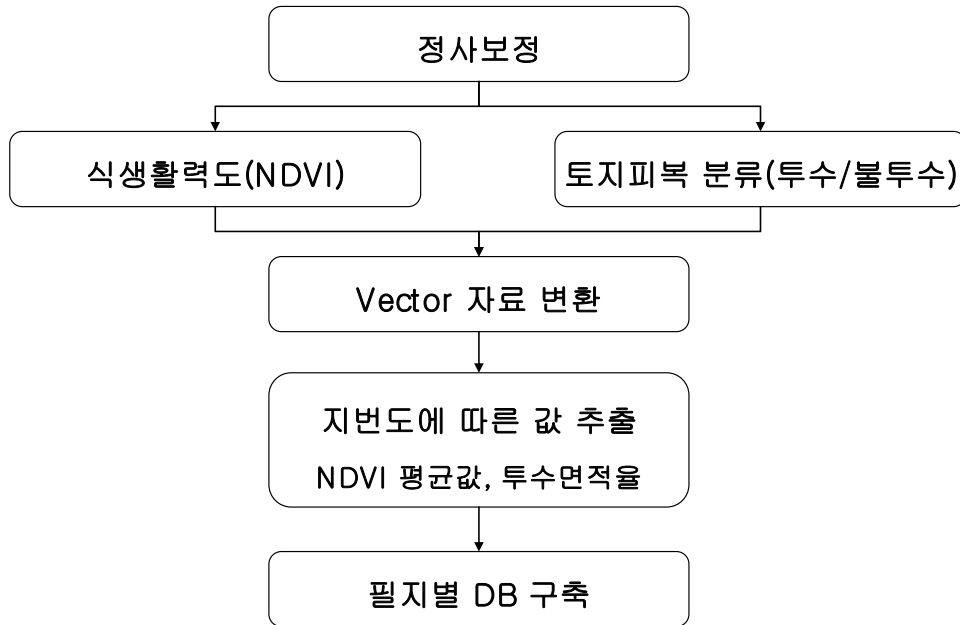 정사보정
식생활력도(NDVI)
토지피복 분류(투수/불투수)
Vector 자료 변환
지번도에 따른 값 추출
NDVI 평균값, 투수면적율
필지별 DB 구축